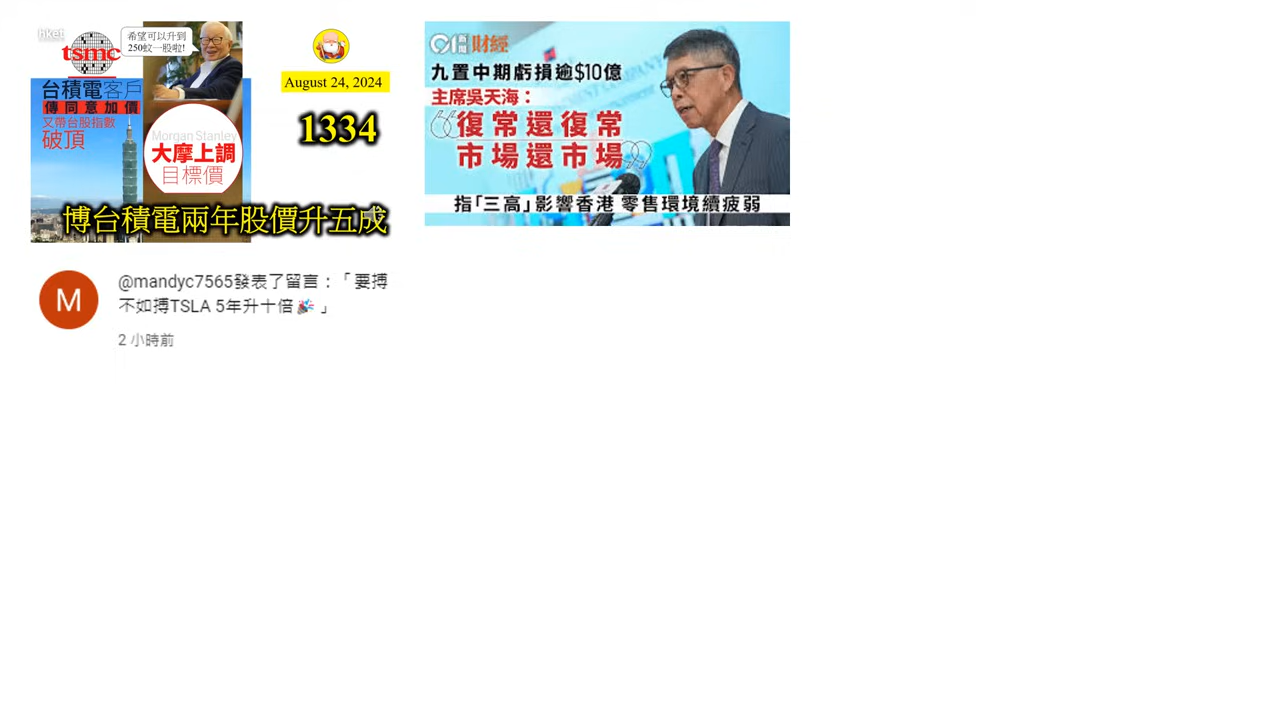 hket
tsmc
希望可以升到
250蚊一股啦!
台積電客戶
傳同意加價
又帶台股指數
破頂
Morgan Stanley
大摩上調
目標價
August 24, 2024
1334
博台積電兩年股價升五成
01新聞 財經
九置中期虧損逾$10億
主席吳天海：
“復常還復常
市場還市場”
指「三高」影響香港 零售環境續疲弱
M
@mandyc7565發表了留言：「要搏
不如搏TSLA 5年升十倍🎉」
2 小時前